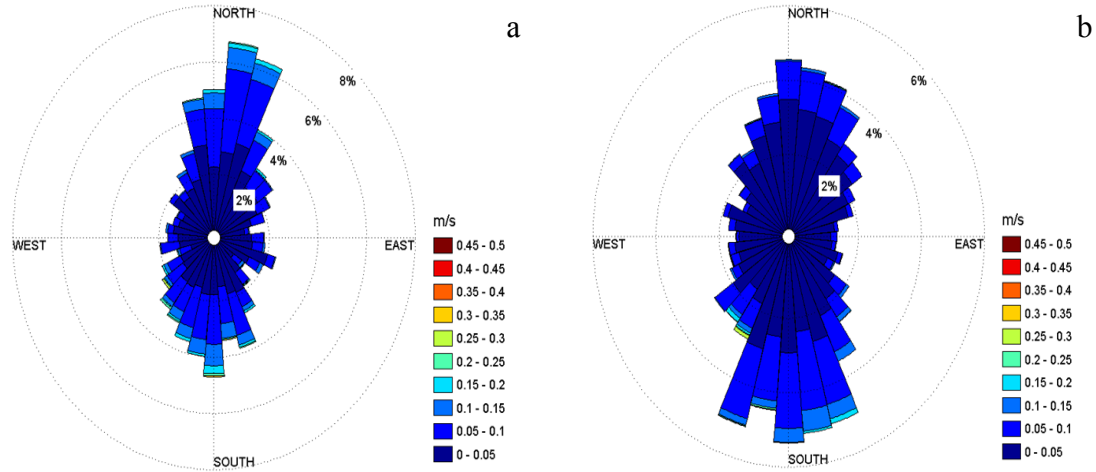 NORTH
a
8%
6%
4%
2%
WEST
EAST
SOUTH
m/s
0.45 - 0.5
0.4 - 0.45
0.35 - 0.4
0.3 - 0.35
0.25 - 0.3
0.2 - 0.25
0.15 - 0.2
0.1 - 0.15
0.05 - 0.1
0 - 0.05
NORTH
b
6%
4%
2%
WEST
EAST
SOUTH
m/s
0.45 - 0.5
0.4 - 0.45
0.35 - 0.4
0.3 - 0.35
0.25 - 0.3
0.2 - 0.25
0.15 - 0.2
0.1 - 0.15
0.05 - 0.1
0 - 0.05